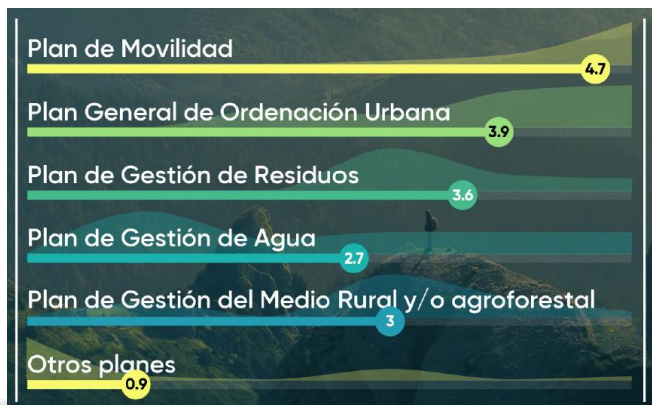 Plan de Movilidad
4.7
Plan General de Ordenación Urbana
3.9
Plan de Gestión de Residuos
3.6
Plan de Gestión de Agua
2.7
Plan de Gestión del Medio Rural y/o agroforestal
3
Otros planes
0.9